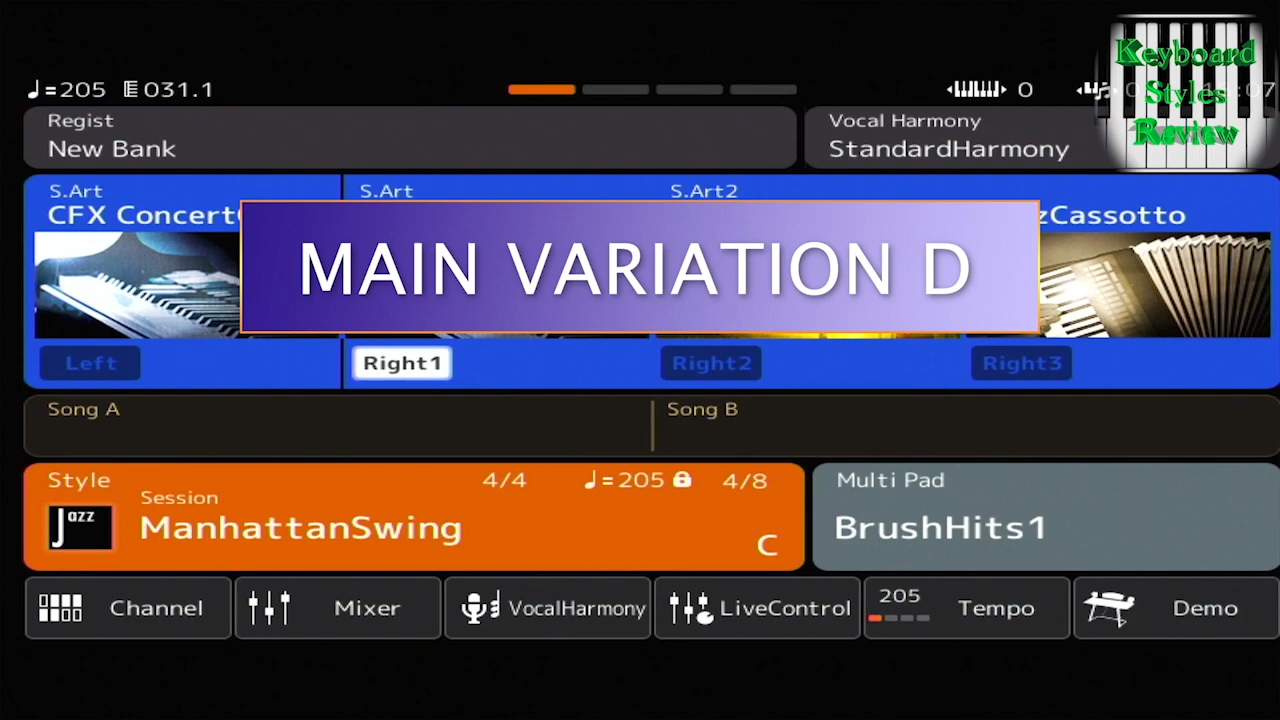 ♩=205 031.1
0
:07
Keyboard
Styles
Review
Regist
New Bank
Vocal Harmony
StandardHarmony
S.Art
CFX Concert
S.Art
S.Art2
zCassotto
MAIN VARIATION D
Left
Right1
Right2
Right3
Song A
Song B
Style
4/4 ♩=205 4/8
Session
Jazz
ManhattanSwing
C
Multi Pad
BrushHits1
Channel
Mixer
VocalHarmony
LiveControl
205
Tempo
Demo